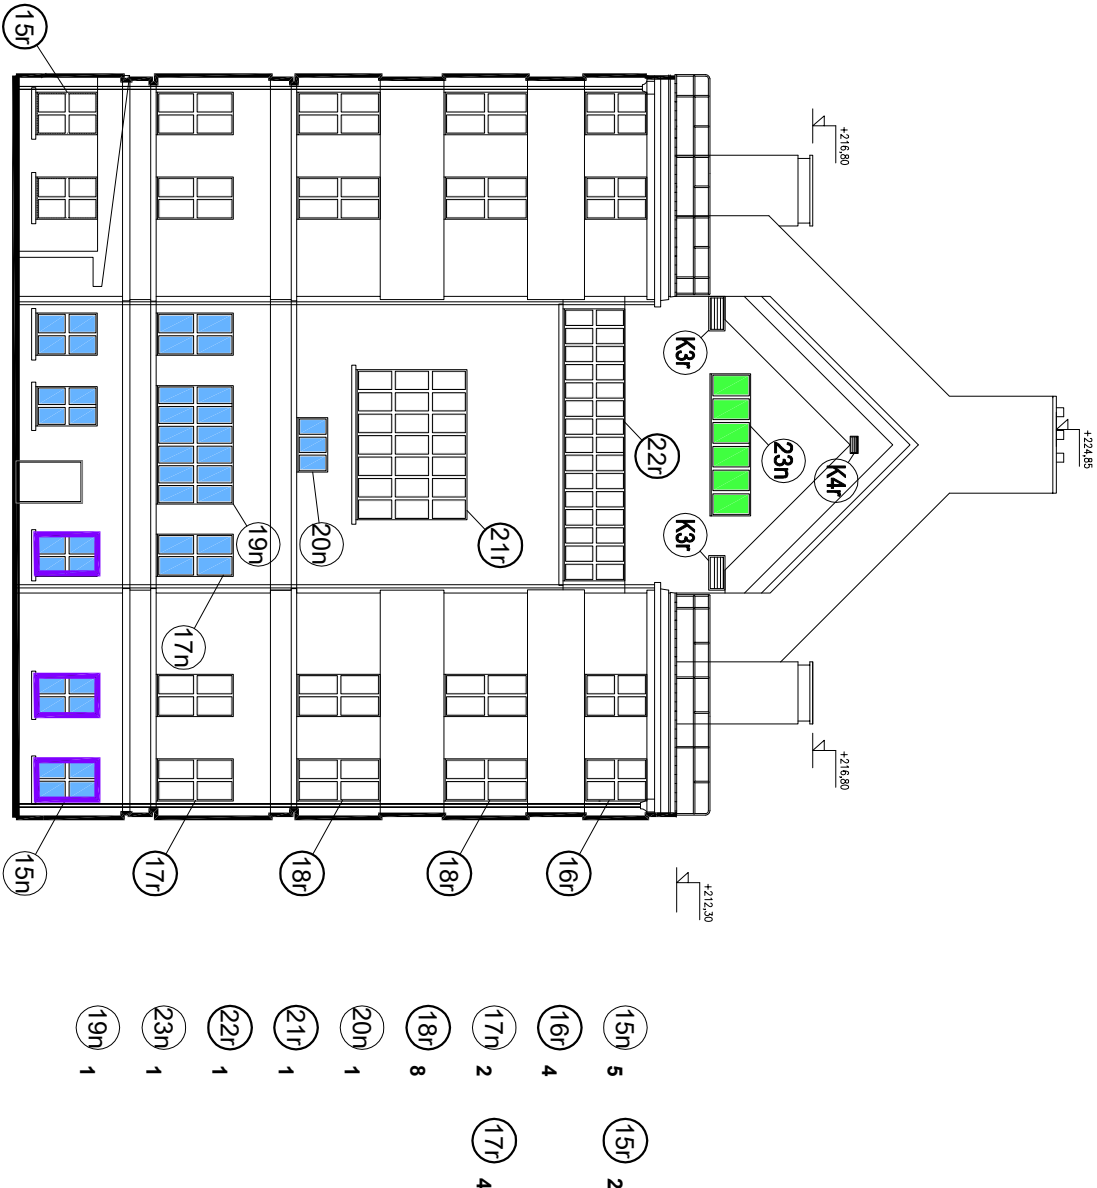 +224,85
+216,80
+216,80
+212,30
K4r
K3r
23n
K3r
22r
21r
20n
19n
17n
15r
15n
17r
18r
18r
16r
15n 5
15r 2
16r 4
17n 2
17r 4
18r 8
20n 1
21r 1
22r 1
23n 1
19n 1